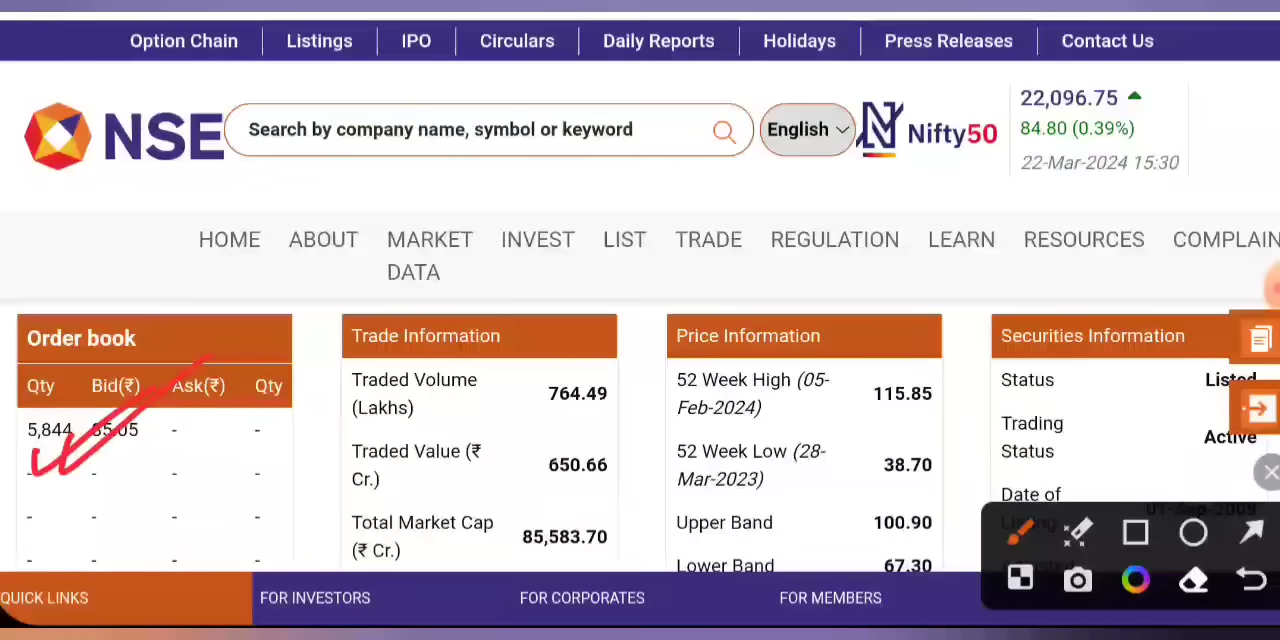 Option Chain Listings IPO Circulars Daily Reports Holidays Press Releases Contact Us
NSE
Search by company name, symbol or keyword
English
Nifty50
22,096.75
84.80 (0.39%)
22-Mar-2024 15:30
HOME ABOUT MARKET DATA INVEST LIST TRADE REGULATION LEARN RESOURCES COMPLAIN
Order book
Qty Bid(₹) Ask(₹) Qty
5,844 85.05 - -
- - - -
- - - -
- - - -
Trade Information
Traded Volume (Lakhs) 764.49
Traded Value (₹ Cr.) 650.66
Total Market Cap (₹ Cr.) 85,583.70
Price Information
52 Week High (05-Feb-2024) 115.85
52 Week Low (28-Mar-2023) 38.70
Upper Band 100.90
Lower Band 67.30
Securities Information
Status Listed
Trading Status Active
Date of
QUICK LINKS FOR INVESTORS FOR CORPORATES FOR MEMBERS